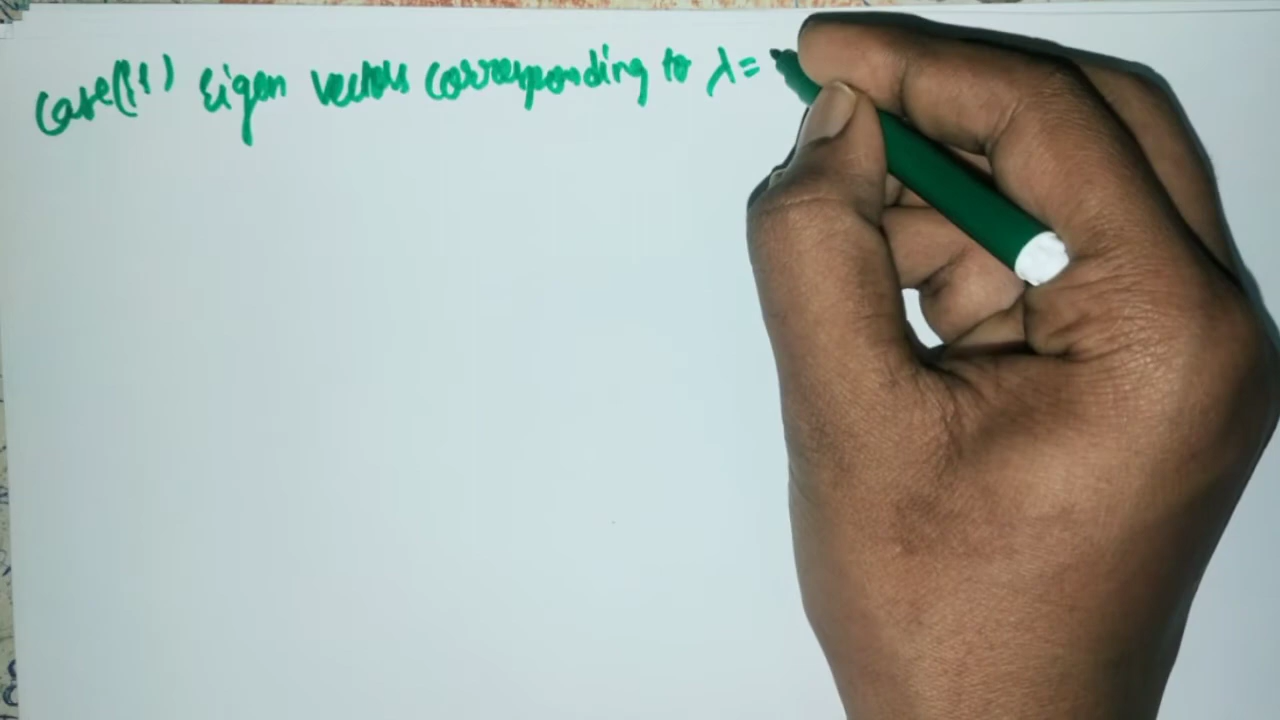 case(ii) Eigen vectors corresponding to λ=